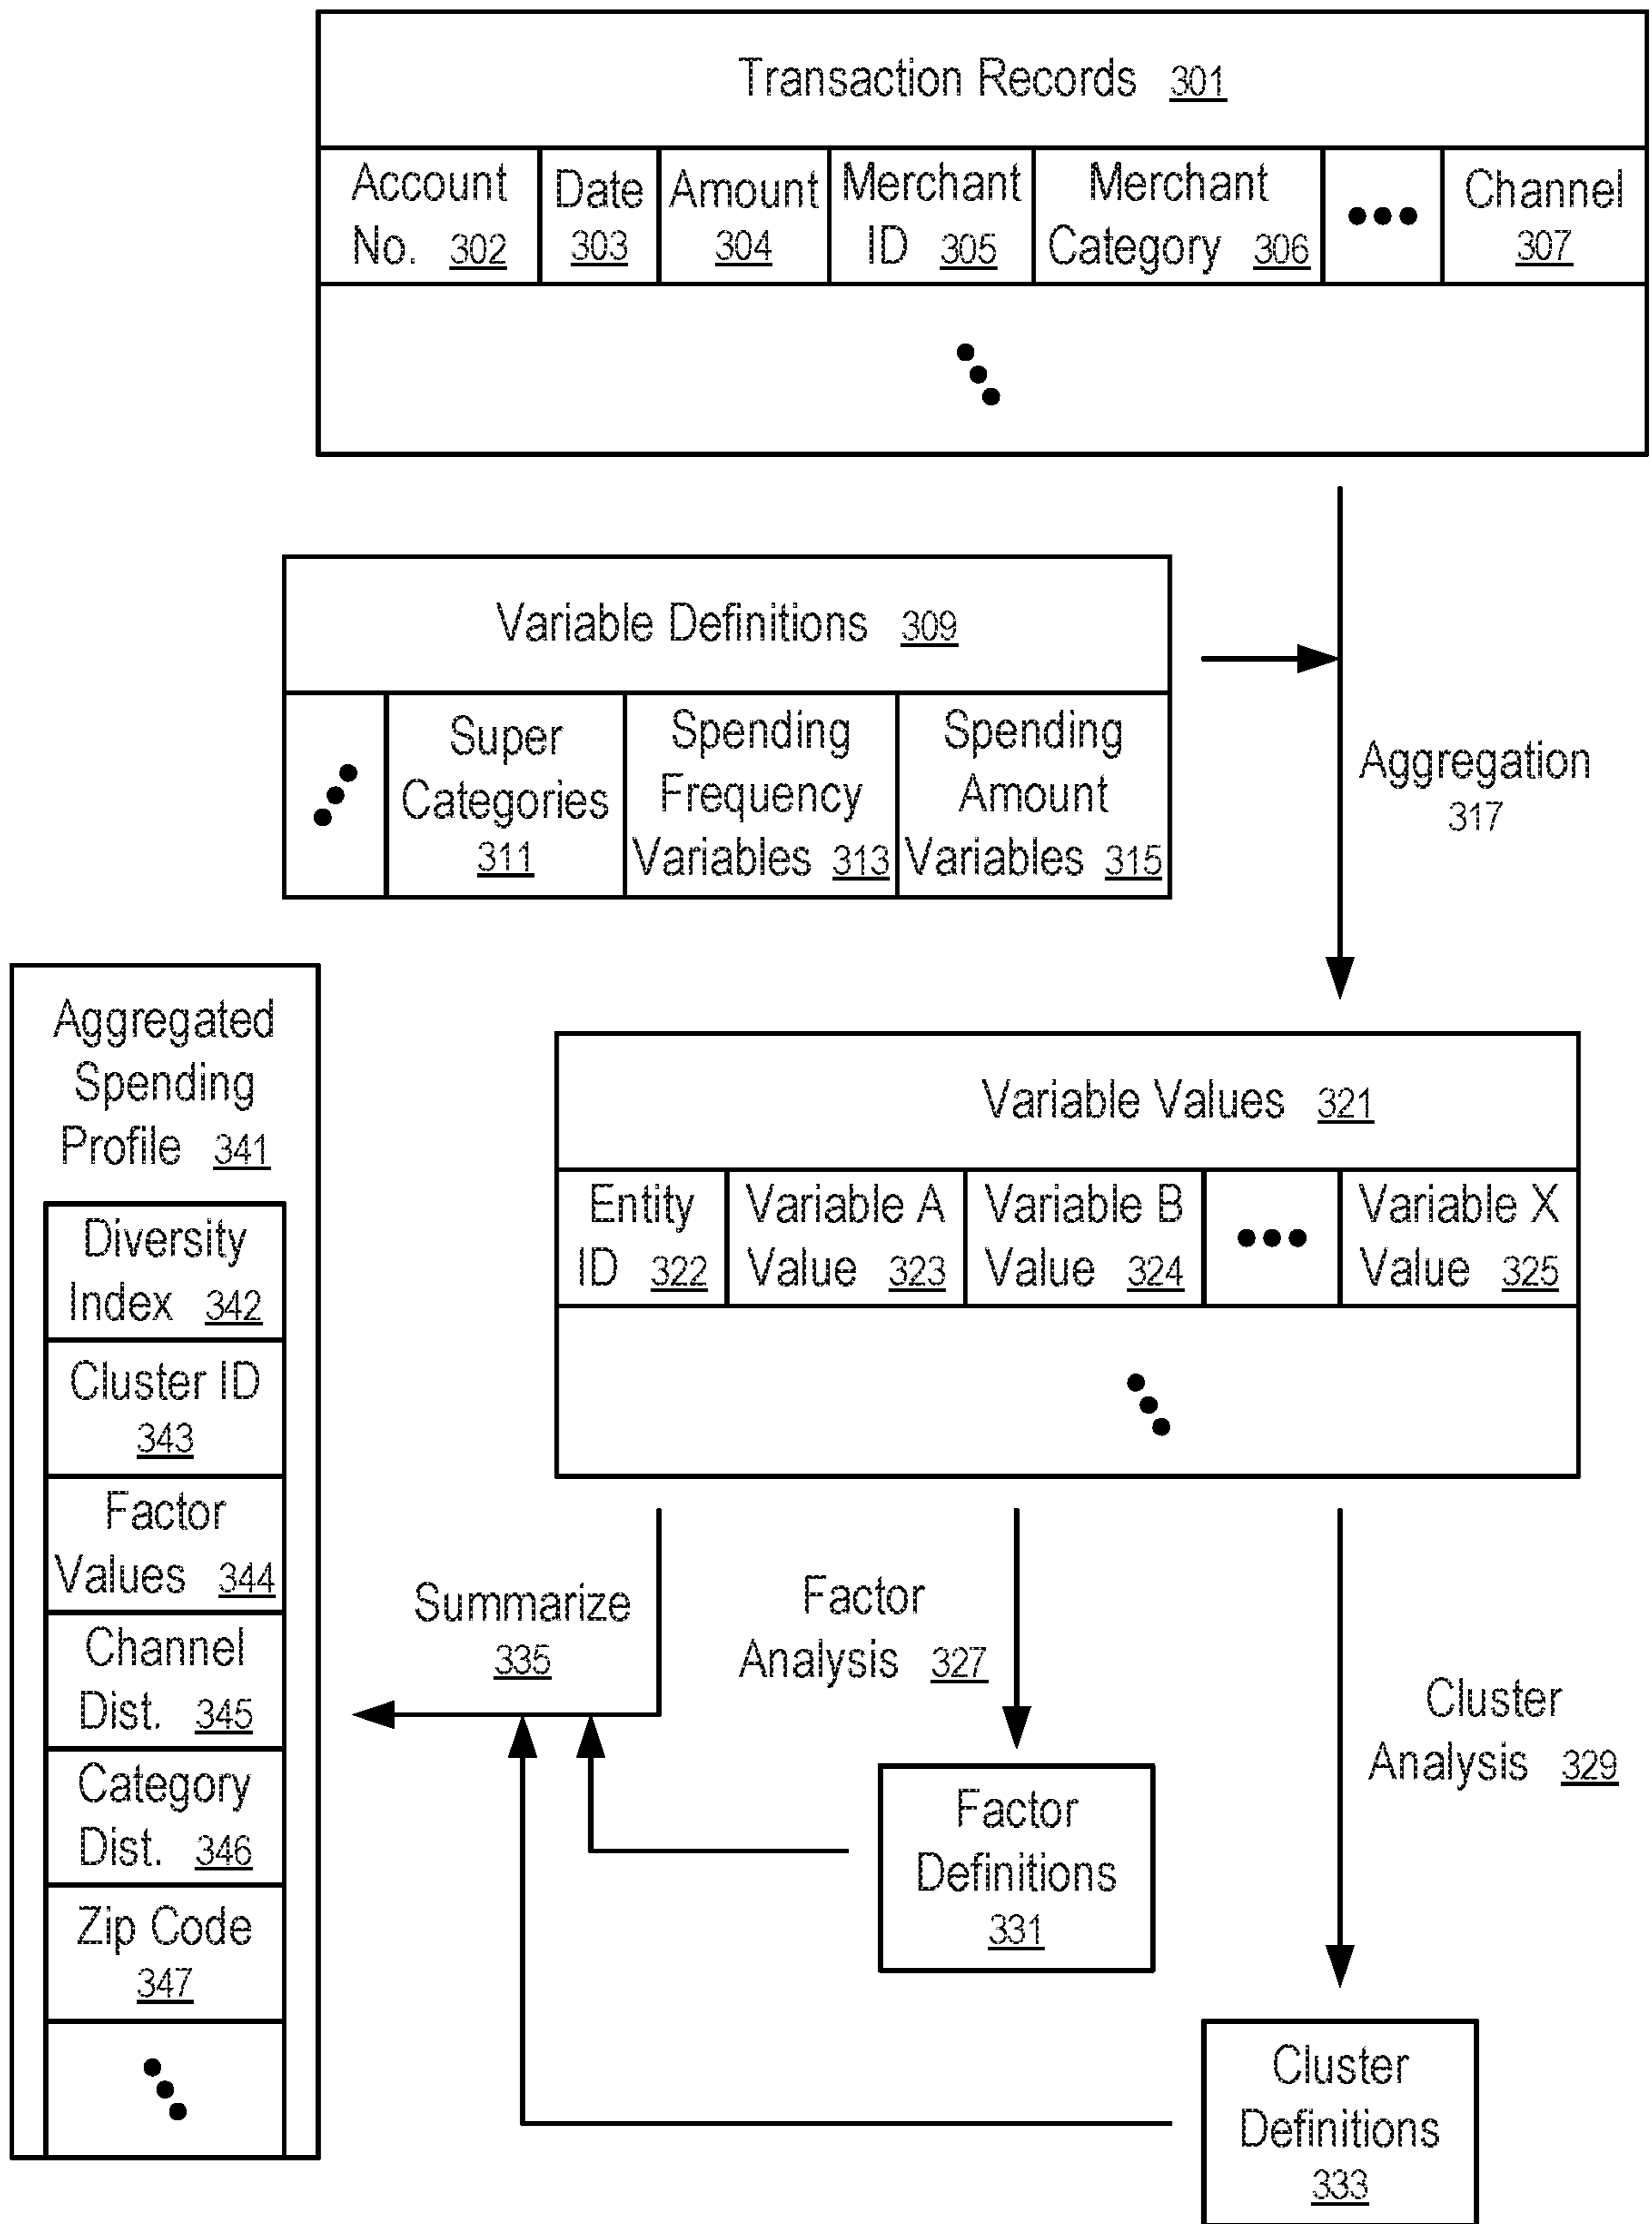 Transaction Records 301
Account
No. 302
Date
303
Amount
304
Merchant
ID 305
Merchant
Category 306
Channel
307
Variable Definitions 309
Super
Categories
311
Spending
Frequency
Variables 313
Spending
Amount
Variables 315
Aggregation
317
Aggregated
Spending
Profile 341
Diversity
Index 342
Cluster ID
343
Factor
Values 344
Channel
Dist. 345
Category
Dist. 346
Zip Code
347
Variable Values 321
Entity
ID 322
Variable A
Value 323
Variable B
Value 324
Variable X
Value 325
Summarize
335
Factor
Analysis 327
Cluster
Analysis 329
Factor
Definitions
331
Cluster
Definitions
333